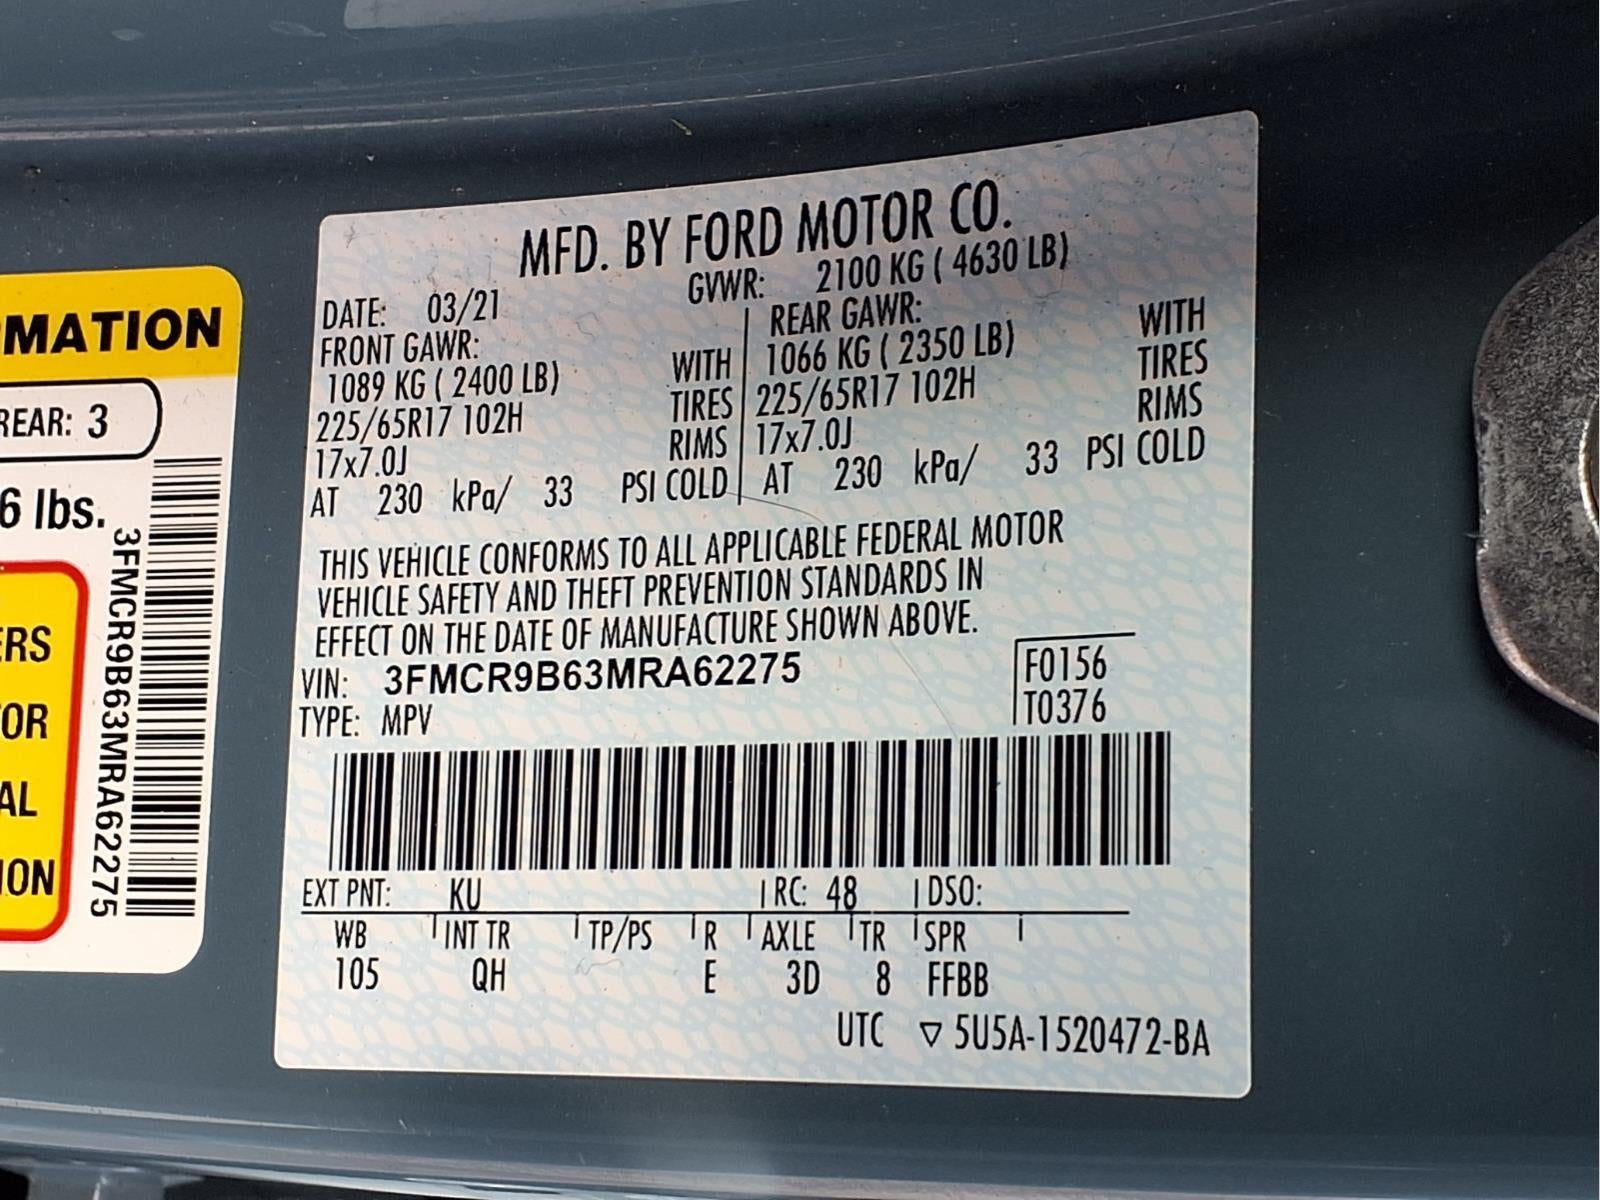 MFD. BY FORD MOTOR CO.
DATE: 03/21 GVWR: 2100 KG ( 4630 LB)
FRONT GAWR: REAR GAWR:
1089 KG ( 2400 LB) WITH 1066 KG ( 2350 LB) WITH
225/65R17 102H TIRES 225/65R17 102H TIRES
17x7.0J RIMS 17x7.0J RIMS
AT 230 kPa/ 33 PSI COLD AT 230 kPa/ 33 PSI COLD
THIS VEHICLE CONFORMS TO ALL APPLICABLE FEDERAL MOTOR
VEHICLE SAFETY AND THEFT PREVENTION STANDARDS IN
EFFECT ON THE DATE OF MANUFACTURE SHOWN ABOVE.
VIN: 3FMCR9B63MRA62275 F0156
TYPE: MPV T0376
EXT PNT: KU RC: 48 DSO:
WB INT TR TP/PS R AXLE TR SPR
105 QH E 3D 8 FFBB
UTC ▽ 5U5A-1520472-BA
RMATION
REAR: 3
6 lbs.
3FMCR9B63MRA62275
ERS
OR
AL
ION